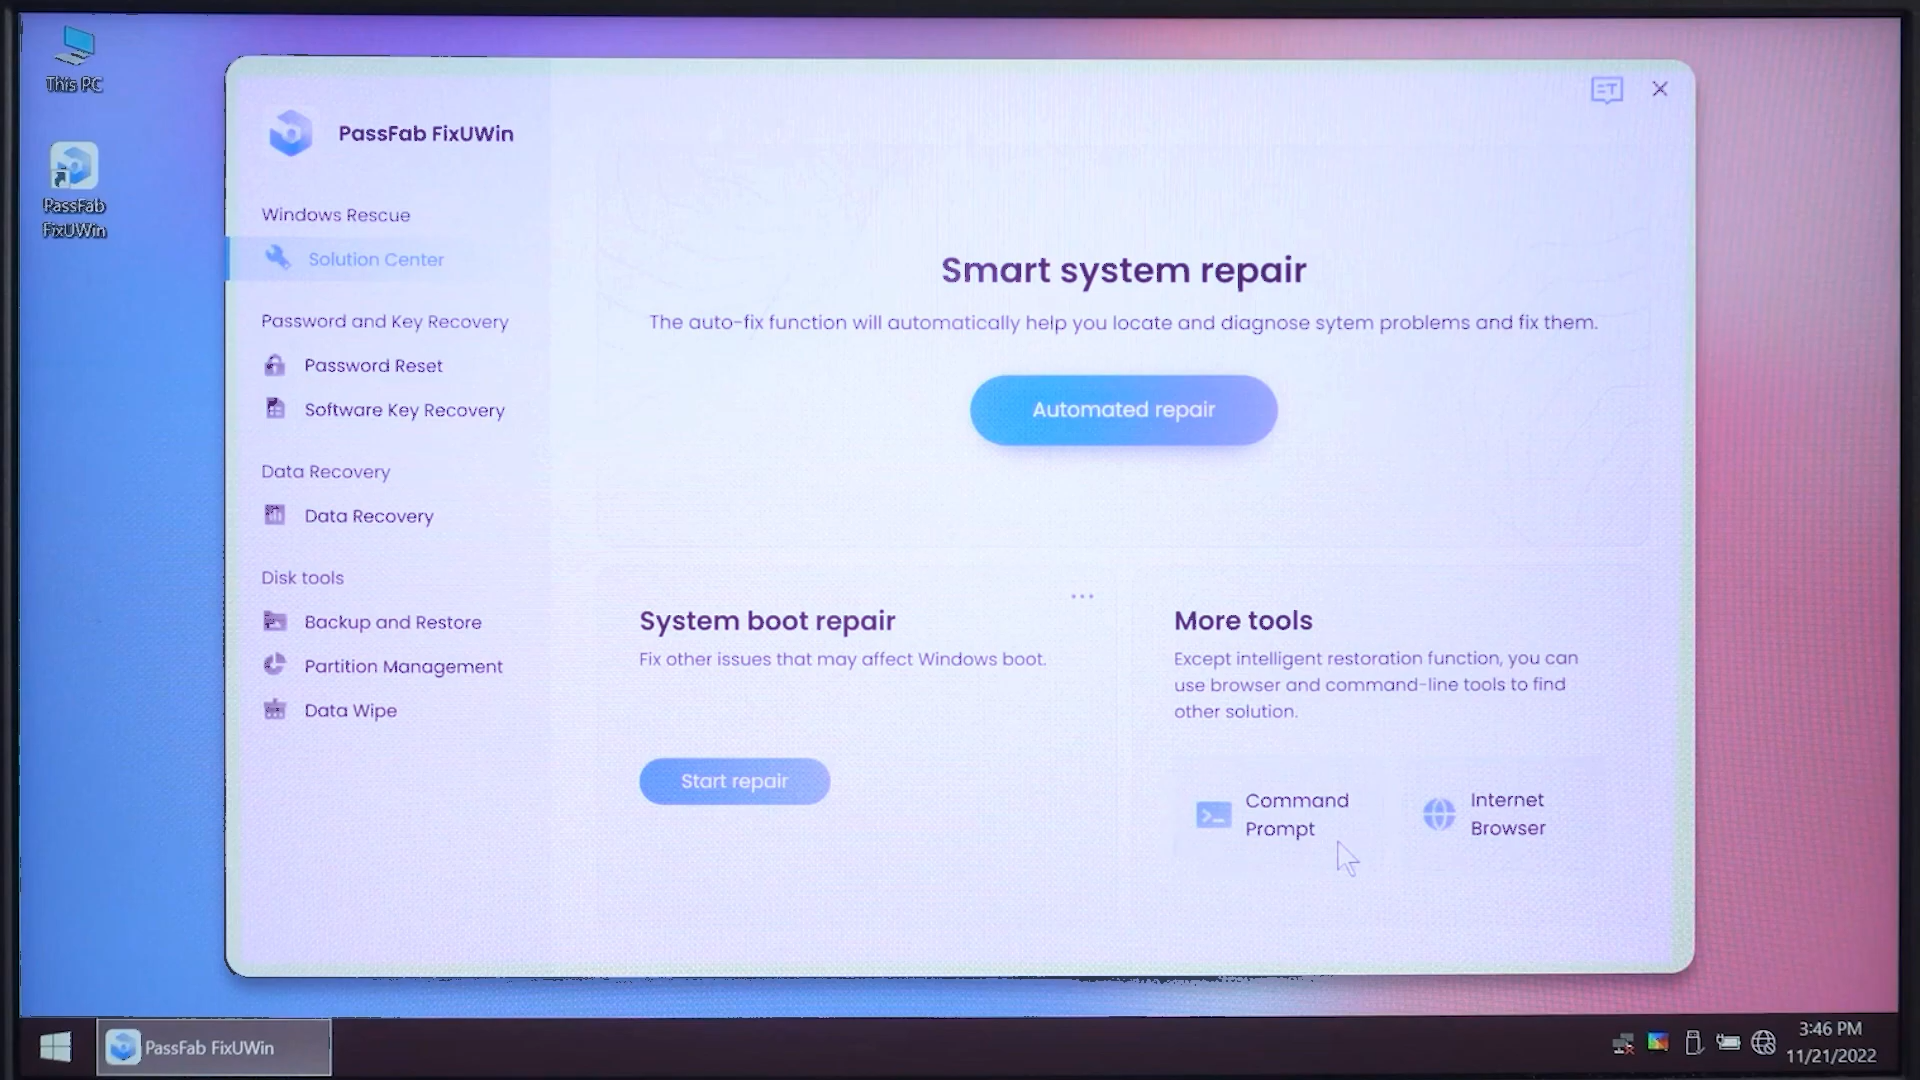 This PC
PassFab
FixUWin
PassFab FixUWin
Windows Rescue
Solution Center
Password and Key Recovery
Password Reset
Software Key Recovery
Data Recovery
Data Recovery
Disk tools
Backup and Restore
Partition Management
Data Wipe
Smart system repair
The auto-fix function will automatically help you locate and diagnose sytem problems and fix them.
Automated repair
System boot repair
Fix other issues that may affect Windows boot.
Start repair
More tools
Except intelligent restoration function, you can
use browser and command-line tools to find
other solution.
Command
Prompt
Internet
Browser
PassFab FixUWin
3:46 PM
11/21/2022